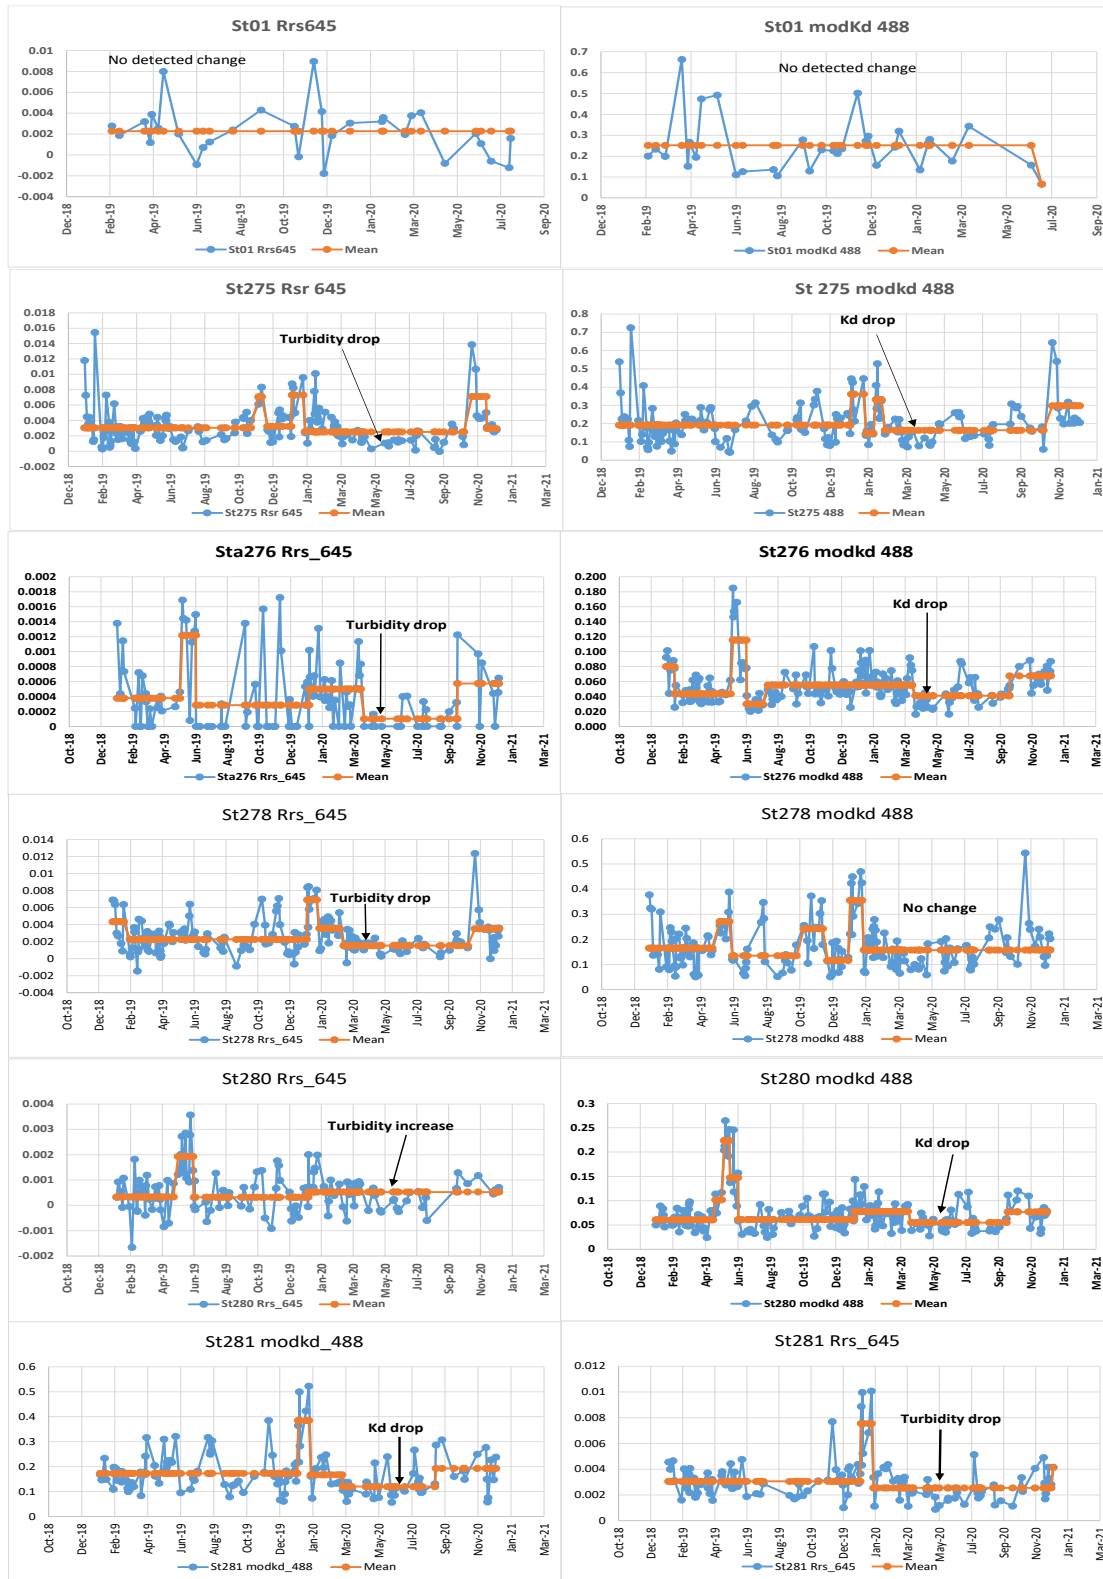 St01 Rrs645
No detected change
0.01
0.008
0.006
0.004
0.002
0
-0.002
-0.004
Dec-18 Feb-19 Apr-19 Jun-19 Aug-19 Oct-19 Dec-19 Jan-20 Mar-20 May-20 Jul-20 Sep-20
St01 Rrs645 Mean
St01 modKd 488
No detected change
0.7
0.6
0.5
0.4
0.3
0.2
0.1
0
Dec-18 Feb-19 Apr-19 Jun-19 Aug-19 Oct-19 Dec-19 Jan-20 Mar-20 May-20 Jul-20 Sep-20
St01 modKd 488 Mean
St275 Rsr 645
Turbidity drop
0.018
0.016
0.014
0.012
0.01
0.008
0.006
0.004
0.002
0
-0.002
Dec-18 Feb-19 Apr-19 Jun-19 Aug-19 Oct-19 Dec-19 Jan-20 Mar-20 May-20 Jul-20 Sep-20 Nov-20 Jan-21 Mar-21
St275 Rsr 645 Mean
St 275 modkd 488
Kd drop
0.8
0.7
0.6
0.5
0.4
0.3
0.2
0.1
0
Dec-18 Feb-19 Apr-19 Jun-19 Aug-19 Oct-19 Dec-19 Jan-20 Mar-20 May-20 Jul-20 Sep-20 Nov-20 Jan-21
St275 488 Mean
Sta276 Rrs_645
Turbidity drop
0.002
0.0018
0.0016
0.0014
0.0012
0.001
0.0008
0.0006
0.0004
0.0002
0
Oct-18 Dec-18 Feb-19 Apr-19 Jun-19 Aug-19 Oct-19 Dec-19 Jan-20 Mar-20 May-20 Jul-20 Sep-20 Nov-20 Jan-21 Mar-21
Sta276 Rrs_645 Mean
St276 modkd 488
Kd drop
0.200
0.180
0.160
0.140
0.120
0.100
0.080
0.060
0.040
0.020
0.000
Oct-18 Dec-18 Feb-19 Apr-19 Jun-19 Aug-19 Oct-19 Dec-19 Jan-20 Mar-20 May-20 Jul-20 Sep-20 Nov-20 Jan-21 Mar-21
St276 modkd 488 Mean
St278 Rrs_645
Turbidity drop
0.014
0.012
0.01
0.008
0.006
0.004
0.002
0
-0.002
-0.004
Oct-18 Dec-18 Feb-19 Apr-19 Jun-19 Aug-19 Oct-19 Dec-19 Jan-20 Mar-20 May-20 Jul-20 Sep-20 Nov-20 Jan-21 Mar-21
St278 Rrs_645 Mean
St278 modkd 488
No change
0.6
0.5
0.4
0.3
0.2
0.1
0
Oct-18 Dec-18 Feb-19 Apr-19 Jun-19 Aug-19 Oct-19 Dec-19 Jan-20 Mar-20 May-20 Jul-20 Sep-20 Nov-20 Jan-21 Mar-21
St278 modkd 488 Mean
St280 Rrs_645
Turbidity increase
0.004
0.003
0.002
0.001
0
-0.001
-0.002
Oct-18 Dec-18 Feb-19 Apr-19 Jun-19 Aug-19 Oct-19 Dec-19 Jan-20 Mar-20 May-20 Jul-20 Sep-20 Nov-20 Jan-21 Mar-21
St280 Rrs_645 Mean
St280 modkd 488
Kd drop
0.3
0.25
0.2
0.15
0.1
0.05
0
Oct-18 Dec-18 Feb-19 Apr-19 Jun-19 Aug-19 Oct-19 Dec-19 Jan-20 Mar-20 May-20 Jul-20 Sep-20 Nov-20 Jan-21 Mar-21
St280 modkd 488 Mean
St281 modkd_488
Kd drop
0.6
0.5
0.4
0.3
0.2
0.1
0
Oct-18 Dec-18 Feb-19 Apr-19 Jun-19 Aug-19 Oct-19 Dec-19 Jan-20 Mar-20 May-20 Jul-20 Sep-20 Nov-20 Jan-21 Mar-21
St281 modkd_488 Mean
St281 Rrs_645
Turbidity drop
0.012
0.01
0.008
0.006
0.004
0.002
0
Oct-18 Dec-18 Feb-19 Apr-19 Jun-19 Aug-19 Oct-19 Dec-19 Jan-20 Mar-20 May-20 Jul-20 Sep-20 Nov-20 Jan-21 Mar-21
St281 Rrs_645 Mean